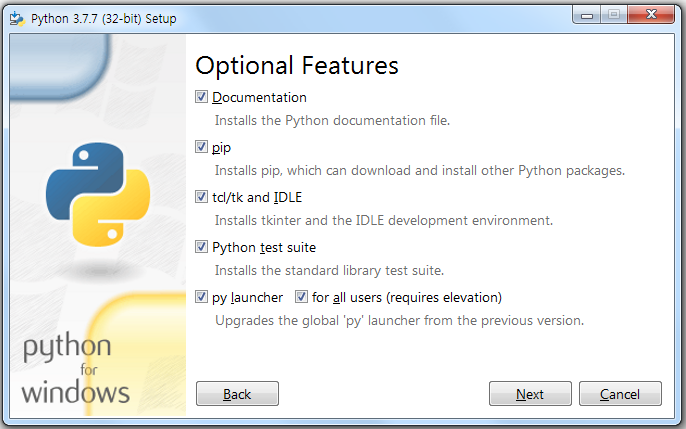 Python 3.7.7 (32-bit) Setup
Optional Features
Documentation
Installs the Python documentation file.
pip
Installs pip, which can download and install other Python packages.
tcl/tk and IDLE
Installs tkinter and the IDLE development environment.
Python test suite
Installs the standard library test suite.
py launcher for all users (requires elevation)
Upgrades the global 'py' launcher from the previous version.
python
for
windows
Back Next Cancel